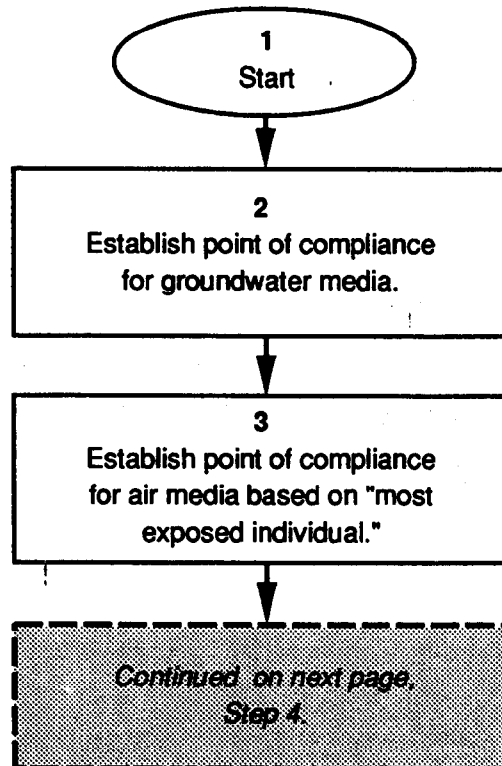 1
Start
2
Establish point of compliance
for groundwater media.
3
Establish point of compliance
for air media based on "most
exposed individual."
Continued on next page,
Step 4.